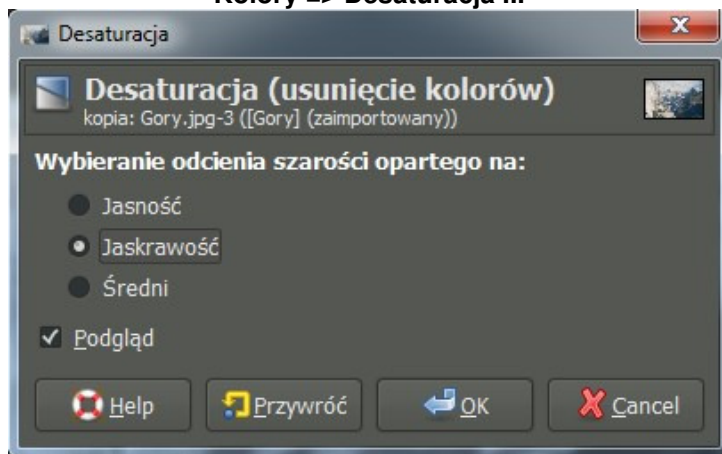 Kolory => Desaturacja ...
Desaturacja
Desaturacja (usunięcie kolorów)
kopia: Gory.jpg-3 ([Gory] (zaimportowany))
Wybieranie odcienia szarości opartego na:
Jasność
Jaskrawość
Średni
Podgląd
Help
Przywróć
OK
Cancel